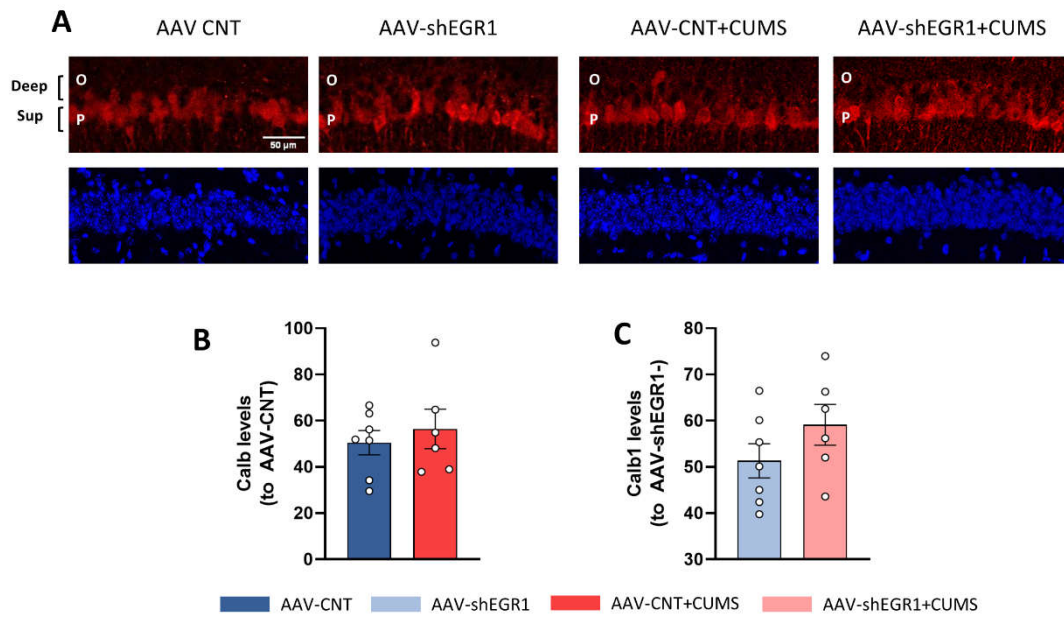 A
AAV CNT
AAV-shEGR1
AAV-CNT+CUMS
AAV-shEGR1+CUMS
Deep
Sup
O
P
50 µm
O
P
O
P
O
P
B
Calb levels
(to AAV-CNT)
100
80
60
40
20
0
C
Calb1 levels
(to AAV-shEGR1-)
80
70
60
50
40
30
AAV-CNT
AAV-shEGR1
AAV-CNT+CUMS
AAV-shEGR1+CUMS